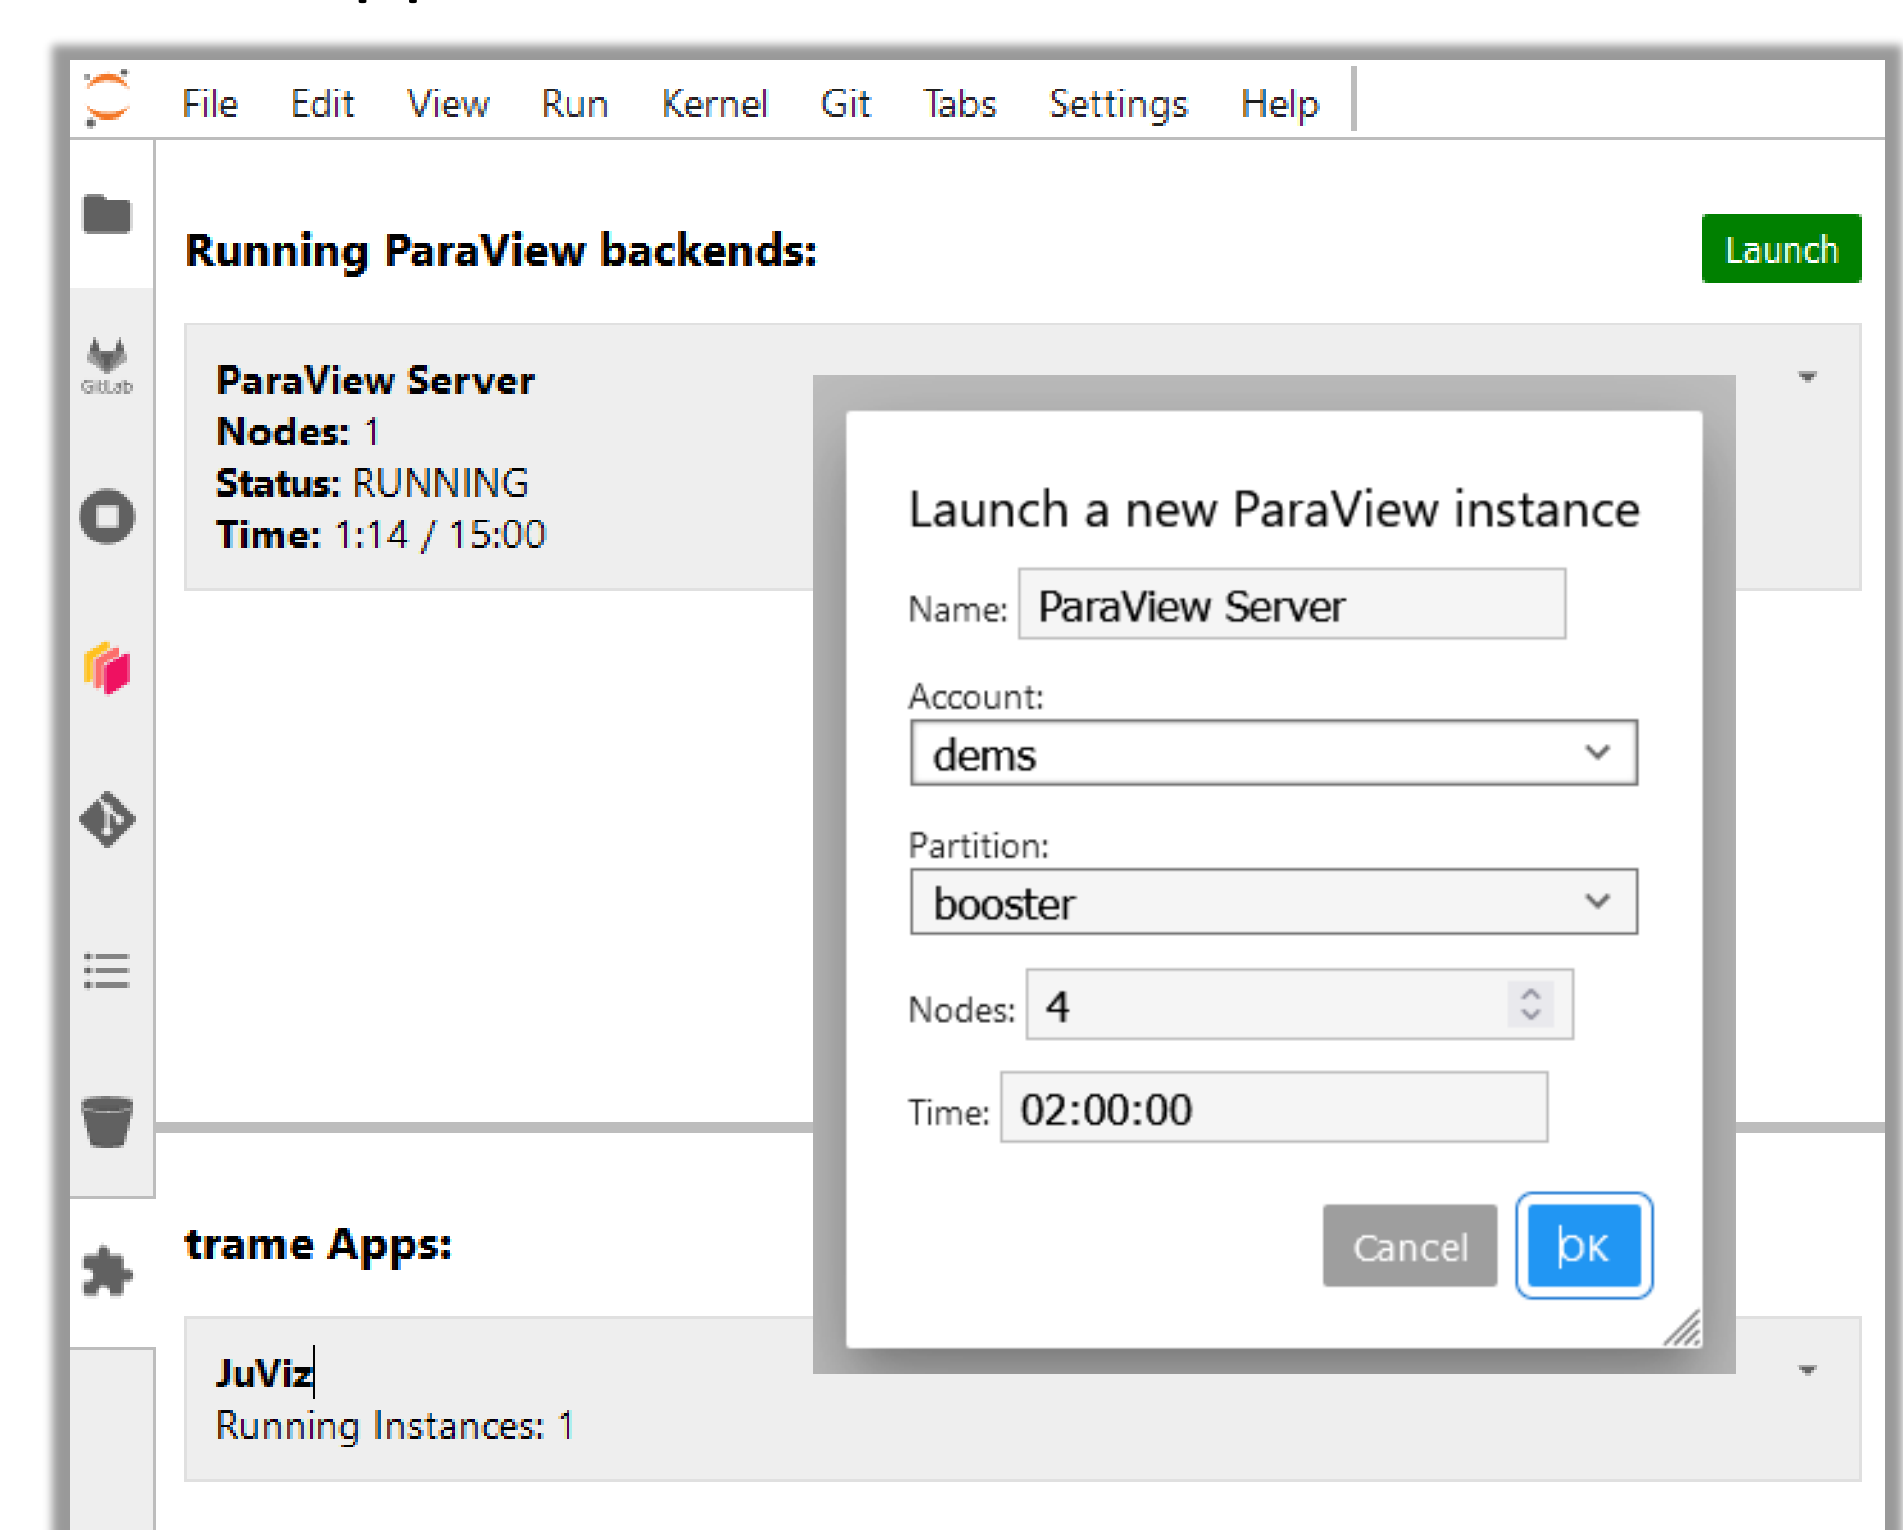 File Edit View Run Kernel Git Tabs Settings Help
Running ParaView backends:
Launch
GitLab
ParaView Server
Nodes: 1
Status: RUNNING
Time: 1:14 / 15:00
Launch a new ParaView instance
Name: ParaView Server
Account:
dems
Partition:
booster
Nodes: 4
Time: 02:00:00
Cancel OK
trame Apps:
JuViz
Running Instances: 1